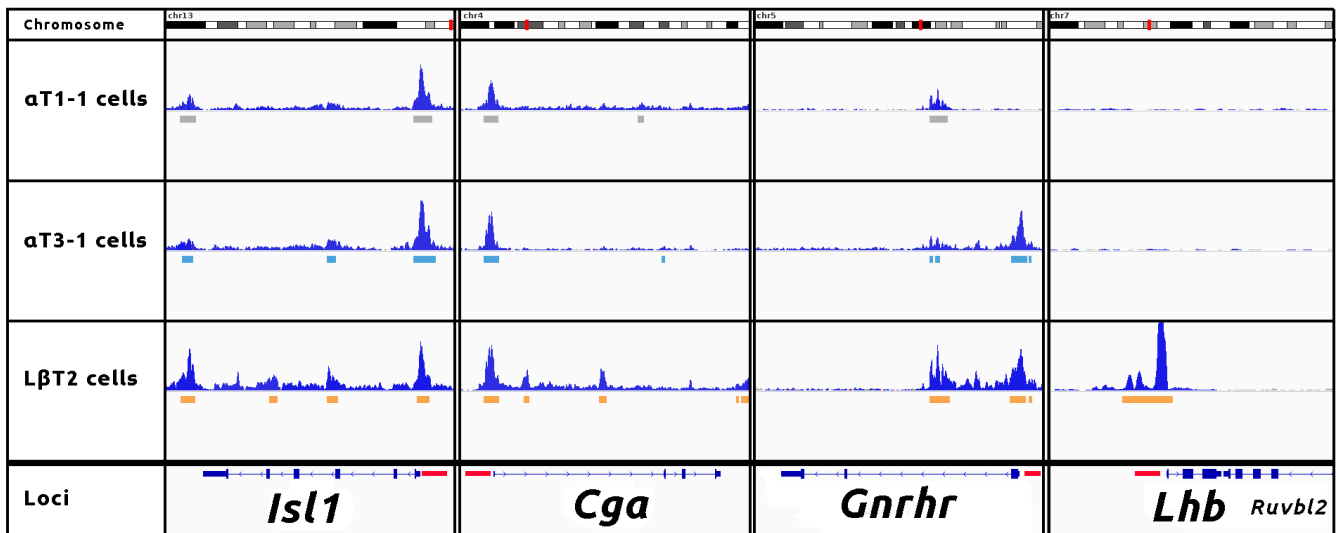 Chromosome chr13 chr4 chr5 chr7
αT1-1 cells
αT3-1 cells
LβT2 cells
Loci Isl1 Cga Gnrhr Lhb Ruvbl2